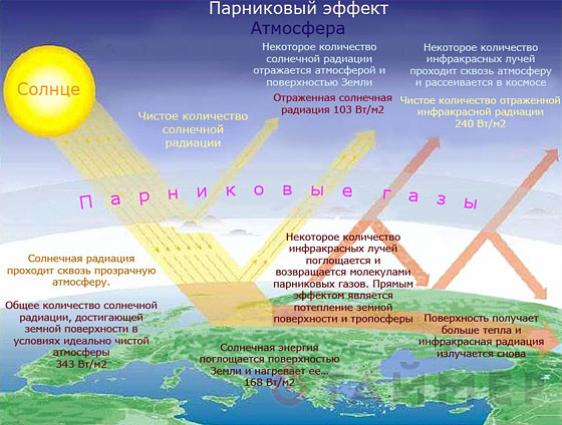 Парниковый эффект
Атмосфера
Некоторое количество
солнечной радиации
отражается атмосферой и
поверхностью Земли
Отраженная солнечная
радиация 103 Вт/м2
Некоторое количество
инфракрасных лучей
проходит сквозь атмосферу
и рассеивается в космосе
Чистое количество отраженной
инфракрасной радиации
240 Вт/м2
Солнце
Чистое количество
солнечной
радиации
Парниковые газы
Солнечная радиация
проходит сквозь прозрачную
атмосферу.
Общее количество солнечной
радиации, достигающей
земной поверхности в
условиях идеально чистой
атмосферы
343 Вт/м2
Некоторое количество
инфракрасных лучей
поглощается и
возвращается молекулами
парниковых газов. Прямым
эффектом является
потепление земной
поверхности и тропосферы
Солнечная энергия
поглощается поверхностью
Земли и нагревает ее...
168 Вт/м2
Поверхность получает
больше тепла и
инфракрасная радиация
излучается снова